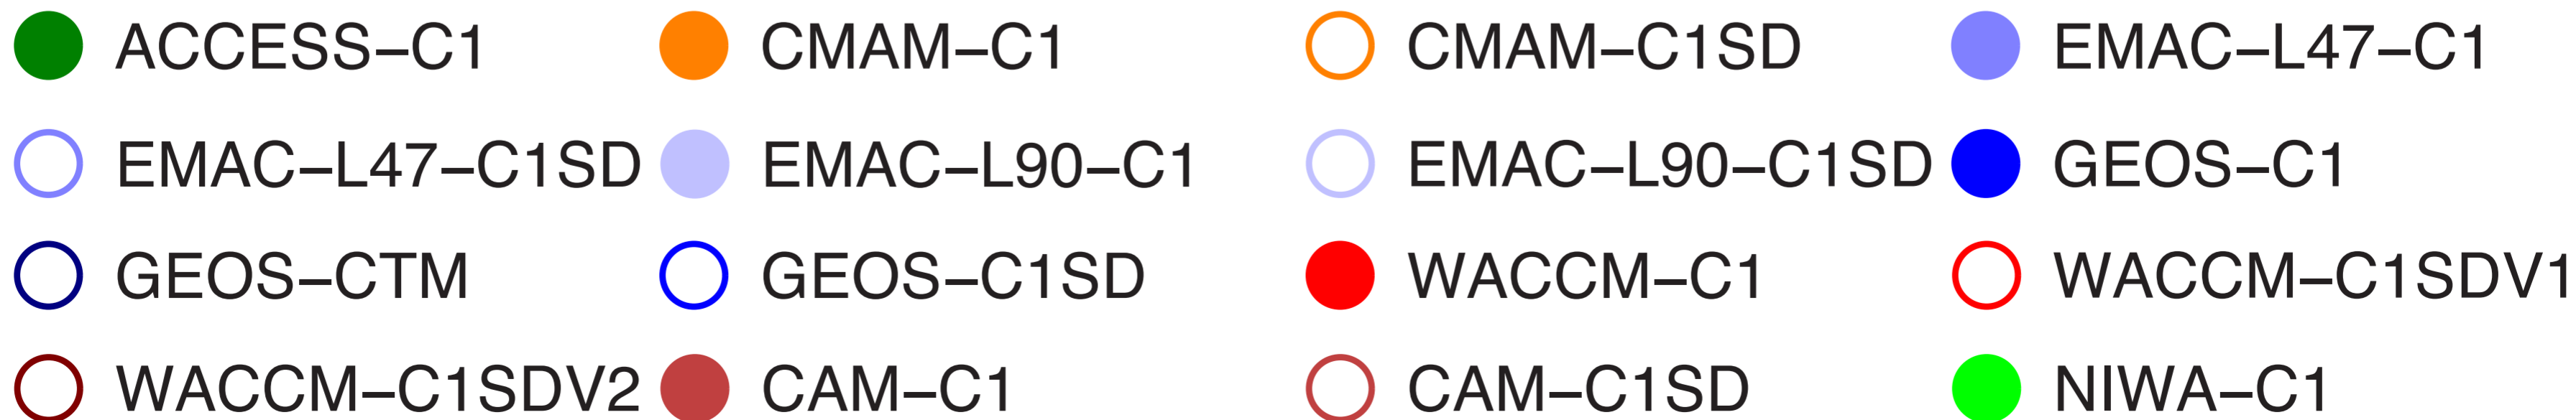 ACCESS–C1 CMAM–C1 CMAM–C1SD EMAC–L47–C1
EMAC–L47–C1SD EMAC–L90–C1 EMAC–L90–C1SD GEOS–C1
GEOS–CTM GEOS–C1SD WACCM–C1 WACCM–C1SDV1
WACCM–C1SDV2 CAM–C1 CAM–C1SD NIWA–C1